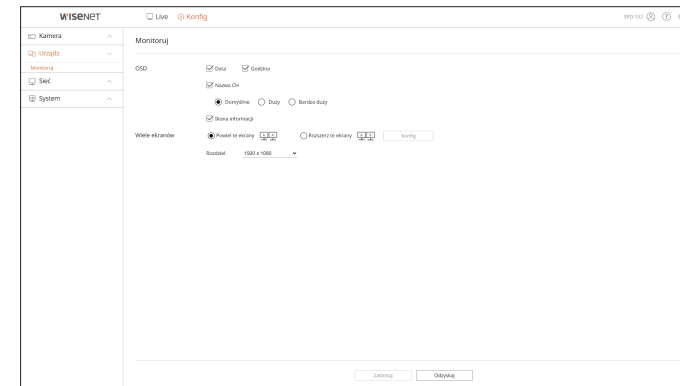 WISENET Live Konfig SPD-152
Kamera
Urządz.
Monitoruj
Sieć
System
Monitoruj
OSD Data Godzina
Nazwa CH
Domyślnie Duży Bardzo duży
Ikona informacji
Wiele ekranów Powiel te ekrany Rozszerz te ekrany Konfig
Rozdziel. 1920 x 1080
Zastosuj Odzyskaj